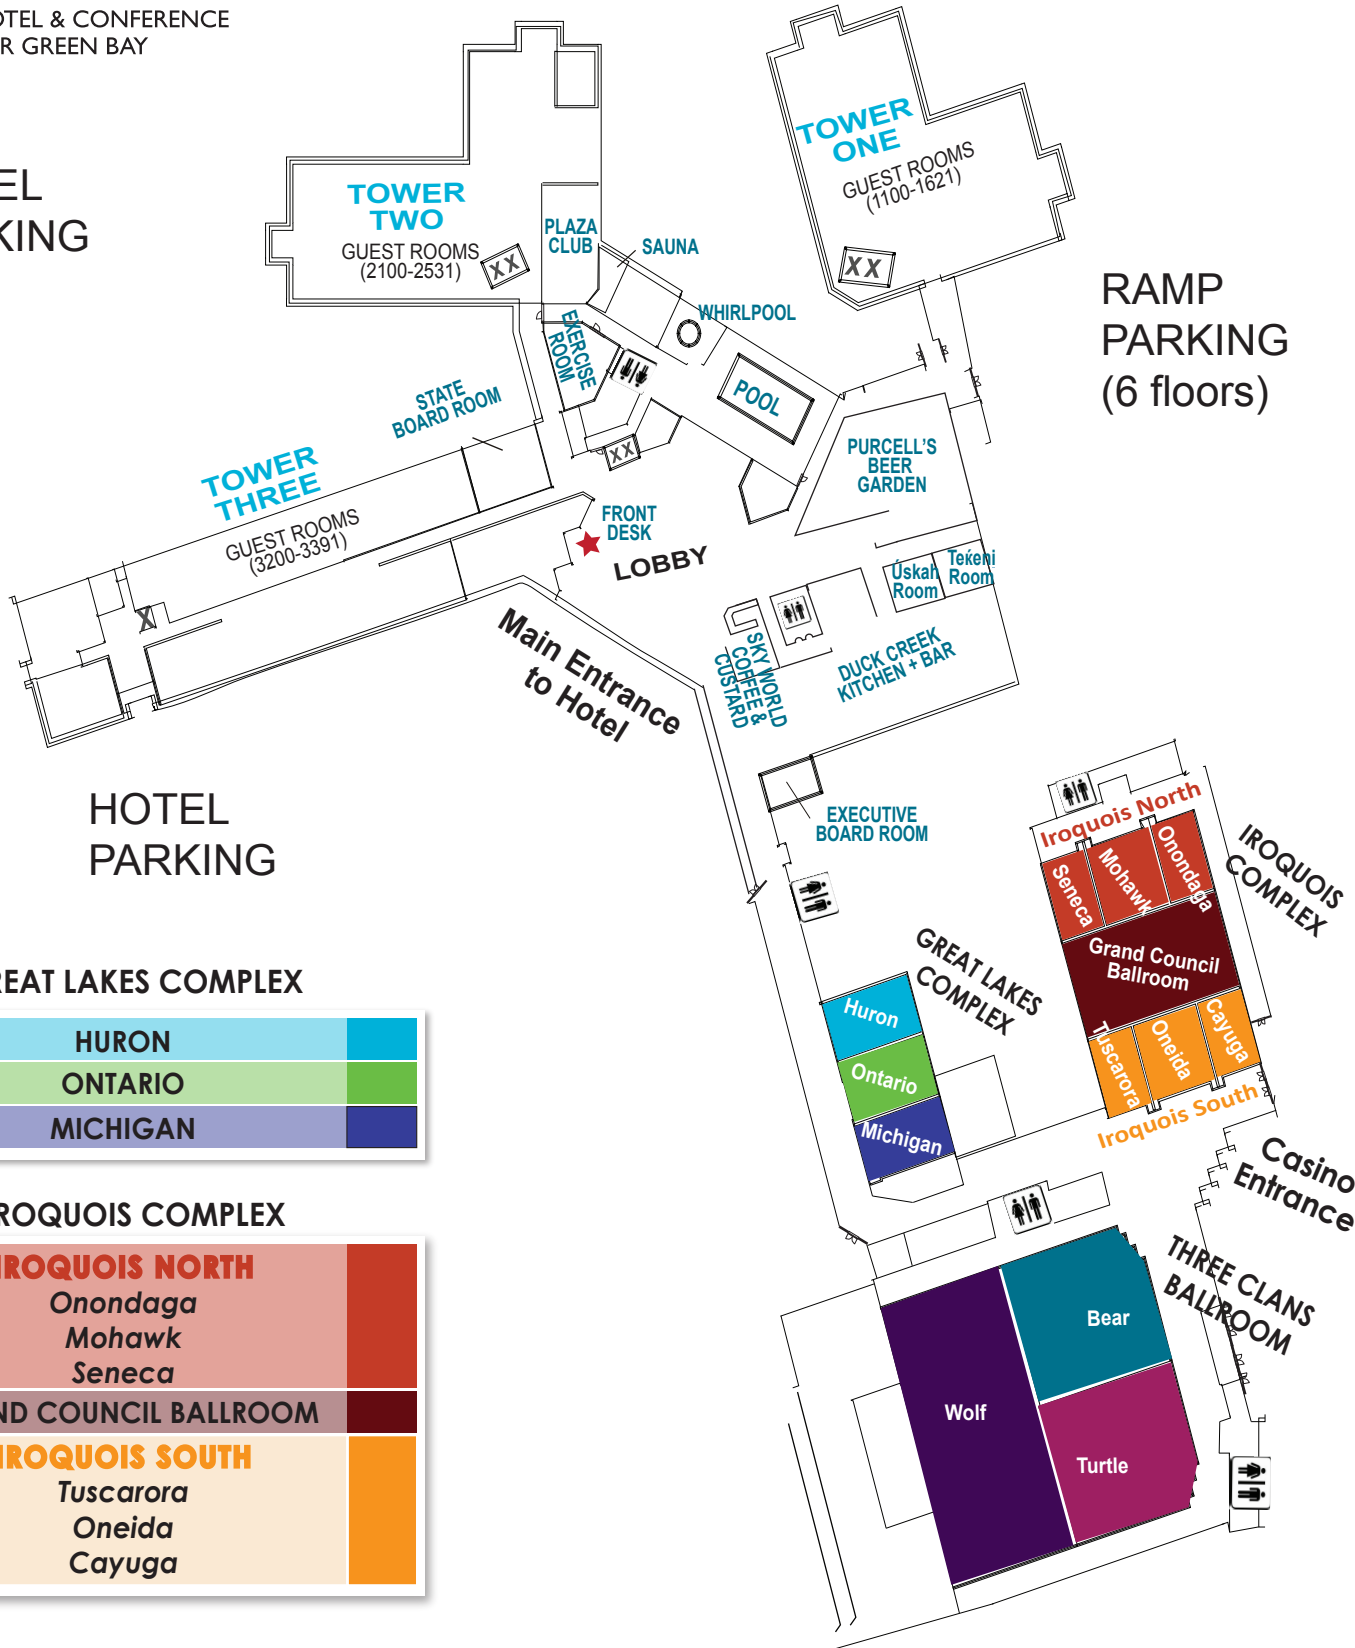 OTEL & CONFERENCE
R GREEN BAY
EL
KING
TOWER
ONE
GUEST ROOMS
(1100-1621)
TOWER
TWO
GUEST ROOMS
(2100-2531)
XX
PLAZA
CLUB
SAUNA
XX
WHIRLPOOL
RAMP
PARKING
(6 floors)
EXERCISE
ROOM
POOL
STATE
BOARD ROOM
PURCELL'S
BEER
GARDEN
XX
TOWER
THREE
GUEST ROOMS
(3200-3391)
X
FRONT
DESK
LOBBY
Úskah
Room
Teḱeni
Room
Main Entrance
to Hotel
SKY WORLD
COFFEE &
CUSTARD
DUCK CREEK
KITCHEN + BAR
EXECUTIVE
BOARD ROOM
HOTEL
PARKING
Iroquois North
Seneca
Mohawk
Onondaga
IROQUOIS
COMPLEX
Grand Council
Ballroom
Tuscarora
Oneida
Cayuga
Iroquois South
GREAT LAKES
COMPLEX
Huron
Ontario
Michigan
Casino
Entrance
THREE CLANS
BALLROOM
Bear
Wolf
Turtle
REAT LAKES COMPLEX
HURON
ONTARIO
MICHIGAN
ROQUOIS COMPLEX
IROQUOIS NORTH
Onondaga
Mohawk
Seneca
ND COUNCIL BALLROOM
IROQUOIS SOUTH
Tuscarora
Oneida
Cayuga